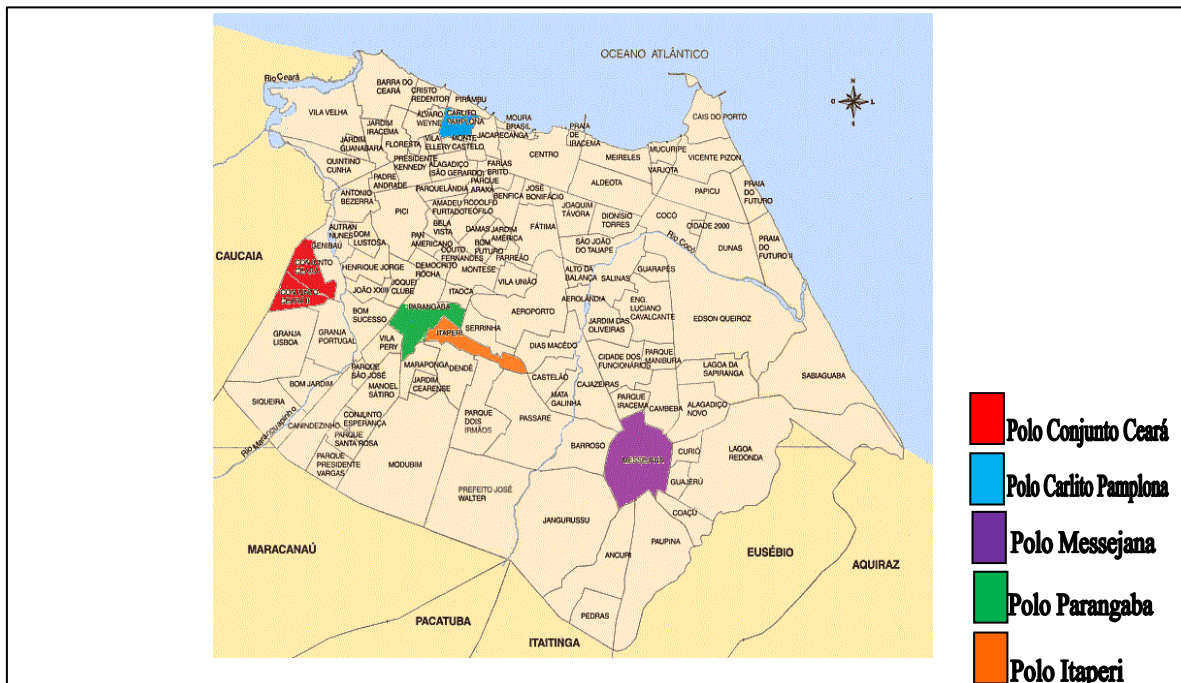 OCEANO ATLÂNTICO
Rio Ceará
BARRA DO
CEARÁ
CRISTO
REDENTOR
PIRÂMBU
N
O
L
S
VILA VELHA
ÁLVARO
WEYNE
CARLITO
PAMPLONA
MOURA
BRASIL
CAIS DO PORTO
JARDIM
IRACEMA
JACARECANGA
PRAIA
DE
IRACEMA
JARDIM
GUANABARA
FLORESTA
VILA
ELLERY
MONTE
CASTELO
CENTRO
MEIRELES
MUCURIPE
VICENTE PIZON
QUINTINO
CUNHA
PRESIDENTE
KENNEDY
ALAGADIÇO
(SÃO GERARDO)
FARIAS
BRITO
VARJOTA
PADRE
ANDRADE
PARQUE
ARAXÁ
ALDEOTA
PAPICU
PRAIA
DO
FUTURO
ANTONIO
BEZERRA
PARQUELÂNDIA
BENFICA
JOSÉ
BONIFÁCIO
PICI
AMADEU
FURTADO
RODOLFO
TEÓFILO
JOAQUIM
TÁVORA
DIONISIO
TORRES
COCÓ
CIDADE 2000
AUTRAN
NUNES
DOM
LUSTOSA
BELA
VISTA
DAMAS
JARDIM
AMÉRICA
FÁTIMA
PAN
AMERICANO
COUTO
FERNANDES
BOM
FUTURO
PARREÃO
SÃO JOÃO
DO TAUAPE
Rio Cocó
DUNAS
PRAIA
DO
FUTURO II
GENIBAÚ
CAUCAIA
CONJUNTO
CEARÁ
CONJUNTO
CEARÁ II
HENRIQUE JORGE
DEMOCRITO
ROCHA
MONTESE
VILA UNIÃO
ALTO DA
BALANÇA
SALINAS
GUARAPÉS
JOÃO XXIII
JOQUEI
CLUBE
ITAOCA
AEROLÂNDIA
ENG.
LUCIANO
CAVALCANTE
BOM
SUCESSO
PARANGABA
AEROPORTO
EDSON QUEIROZ
GRANJA
LISBOA
GRANJA
PORTUGAL
VILA
PERY
ITAPERI
SERRINHA
JARDIM DAS
OLIVEIRAS
DIAS MACÊDO
CIDADE DOS
FUNCIONÁRIOS
PARQUE
MANIBURA
LAGOA DA
SAPIRANGA
SABIAGUABA
PARQUE
SÃO JOSÉ
MARAPONGA
DENDÊ
CASTELÃO
CAJAZEIRAS
BOM JARDIM
MANOEL
SÁTIRO
JARDIM
CEARENSE
MATA
GALINHA
PARQUE
IRACEMA
CAMBEBA
ALAGADIÇO
NOVO
SIQUEIRA
Rio Maranguapinho
CANINDEZINHO
CONJUNTO
ESPERANÇA
PARQUE
DOIS
IRMÃOS
PASSARÉ
PARQUE
SANTA ROSA
BARROSO
CURIÓ
LAGOA
REDONDA
PARQUE
PRESIDENTE
VARGAS
MODUBIM
MESSEJANA
GUAJERÚ
PREFEITO JOSÉ
WALTER
JANGURUSSU
COAÇÚ
PAUPINA
ANCURI
MARACANAÚ
EUSÉBIO
AQUIRAZ
PEDRAS
PACATUBA
ITAITINGA
Polo Conjunto Ceará
Polo Carlito Pamplona
Polo Messejana
Polo Parangaba
Polo Itaperi